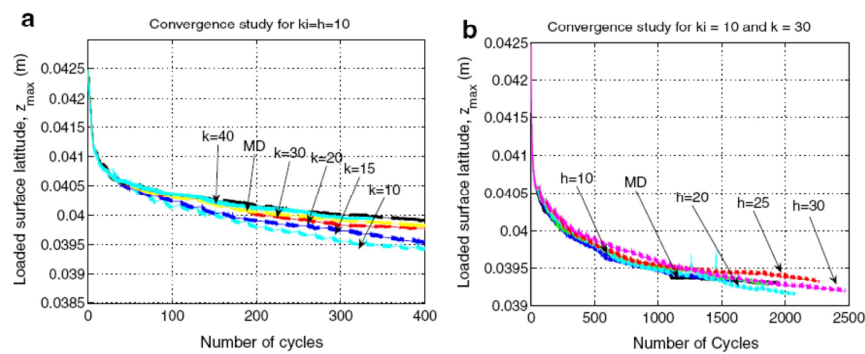 a
Convergence study for ki=h=10
Loaded surface latitude, z_max (m)
0.0425
0.042
0.0415
0.041
0.0405
0.04
0.0395
0.039
0.0385
k=40
MD
k=30
k=20
k=15
k=10
0
100
200
300
400
Number of cycles
b
Convergence study for ki = 10 and k = 30
Loaded surface latitude, z_max (m)
0.0425
0.042
0.0415
0.041
0.0405
0.04
0.0395
0.039
h=10
MD
h=20
h=25
h=30
0
500
1000
1500
2000
2500
Number of Cycles